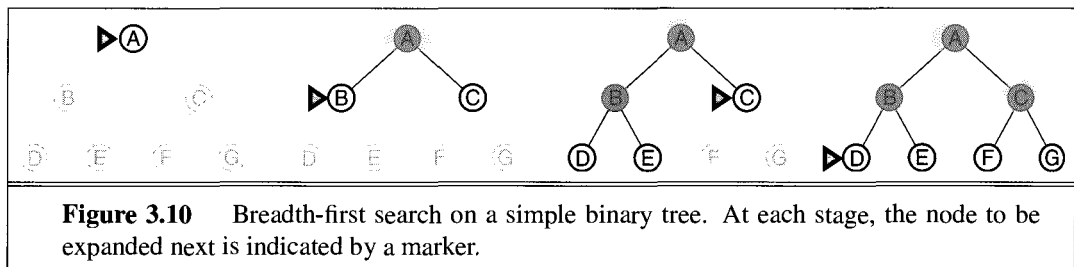 A A A A
B C B C B C B C
D E F G D E F G D E F G D E F G
Figure 3.10 Breadth-first search on a simple binary tree. At each stage, the node to be
expanded next is indicated by a marker.